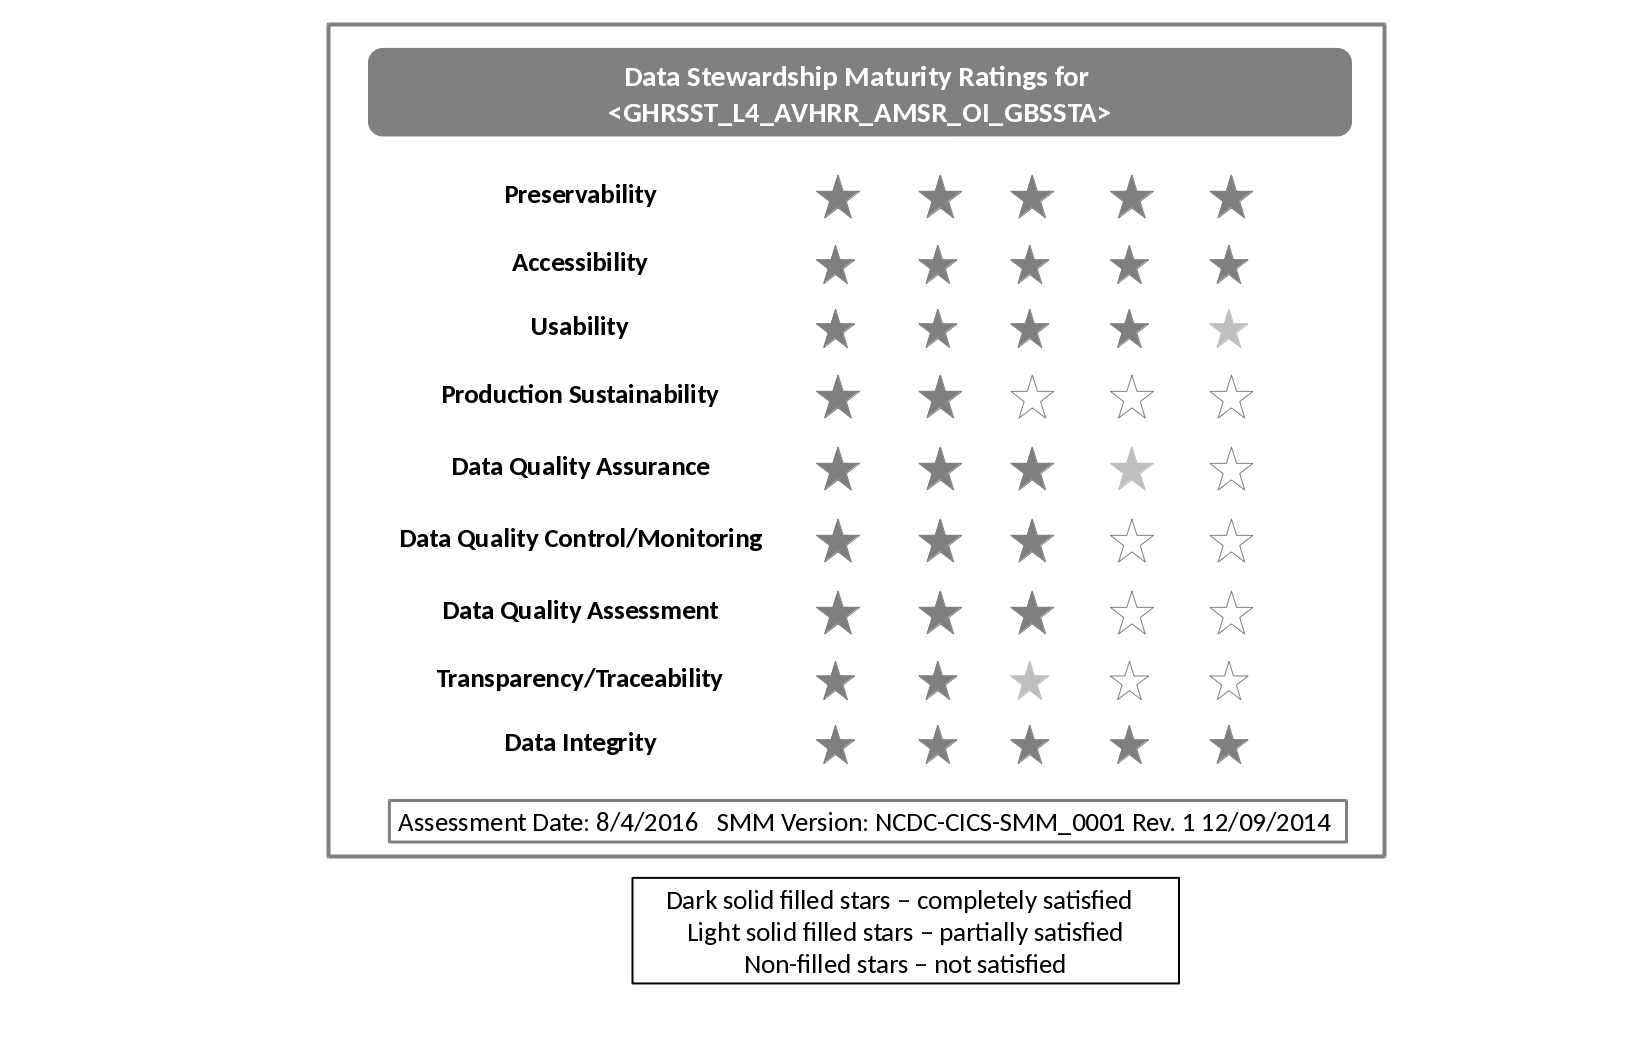 Data Stewardship Maturity Ratings for
<GHRSST_L4_AVHRR_AMSR_OI_GBSSTA>
Preservability
Accessibility
Usability
Production Sustainability
Data Quality Assurance
Data Quality Control/Monitoring
Data Quality Assessment
Transparency/Traceability
Data Integrity
Assessment Date: 8/4/2016 SMM Version: NCDC-CICS-SMM_0001 Rev. 1 12/09/2014
Dark solid filled stars – completely satisfied
Light solid filled stars – partially satisfied
Non-filled stars – not satisfied